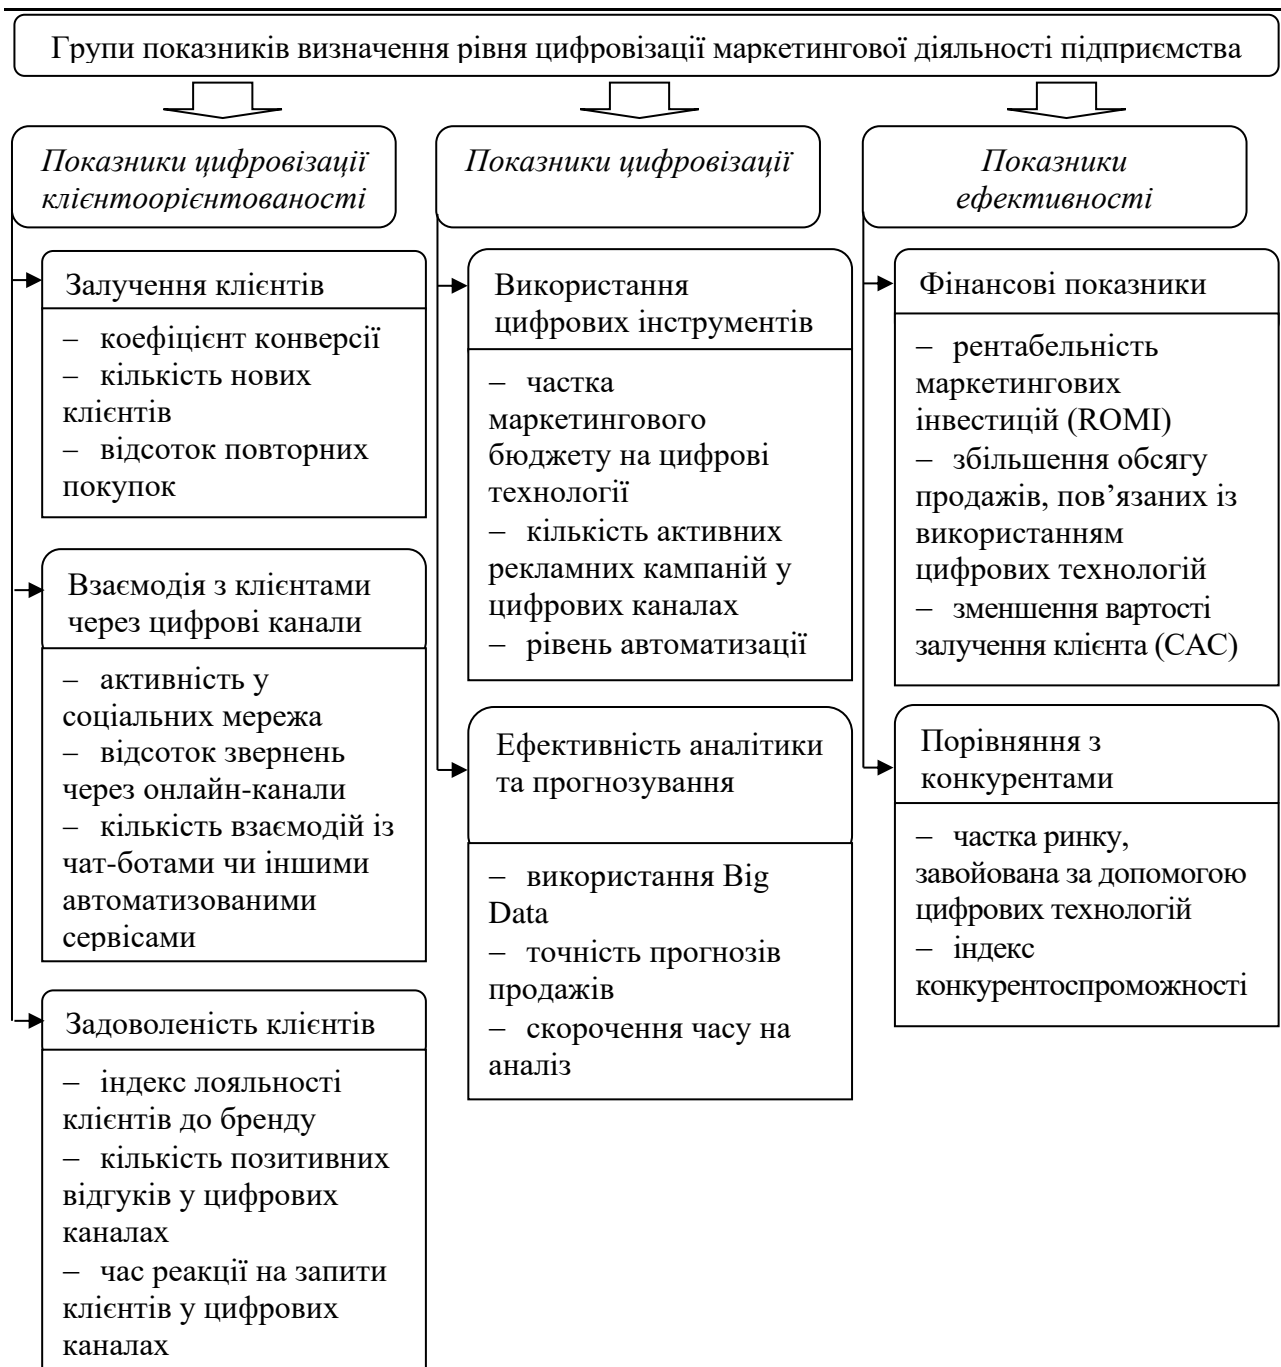 Групи показників визначення рівня цифровізації маркетингової діяльності підприємства
Показники цифровізації
клієнтоорієнтованості
Залучення клієнтів
– коефіцієнт конверсії
– кількість нових
клієнтів
– відсоток повторних
покупок
Взаємодія з клієнтами
через цифрові канали
– активність у
соціальних мережа
– відсоток звернень
через онлайн-канали
– кількість взаємодій із
чат-ботами чи іншими
автоматизованими
сервісами
Задоволеність клієнтів
– індекс лояльності
клієнтів до бренду
– кількість позитивних
відгуків у цифрових
каналах
– час реакції на запити
клієнтів у цифрових
каналах
Показники цифровізації
Використання
цифрових інструментів
– частка
маркетингового
бюджету на цифрові
технології
– кількість активних
рекламних кампаній у
цифрових каналах
– рівень автоматизації
Ефективність аналітики
та прогнозування
– використання Big
Data
– точність прогнозів
продажів
– скорочення часу на
аналіз
Показники
ефективності
Фінансові показники
– рентабельність
маркетингових
інвестицій (ROMI)
– збільшення обсягу
продажів, пов’язаних із
використанням
цифрових технологій
– зменшення вартості
залучення клієнта (CAC)
Порівняння з
конкурентами
– частка ринку,
завойована за допомогою
цифрових технологій
– індекс
конкурентоспроможності